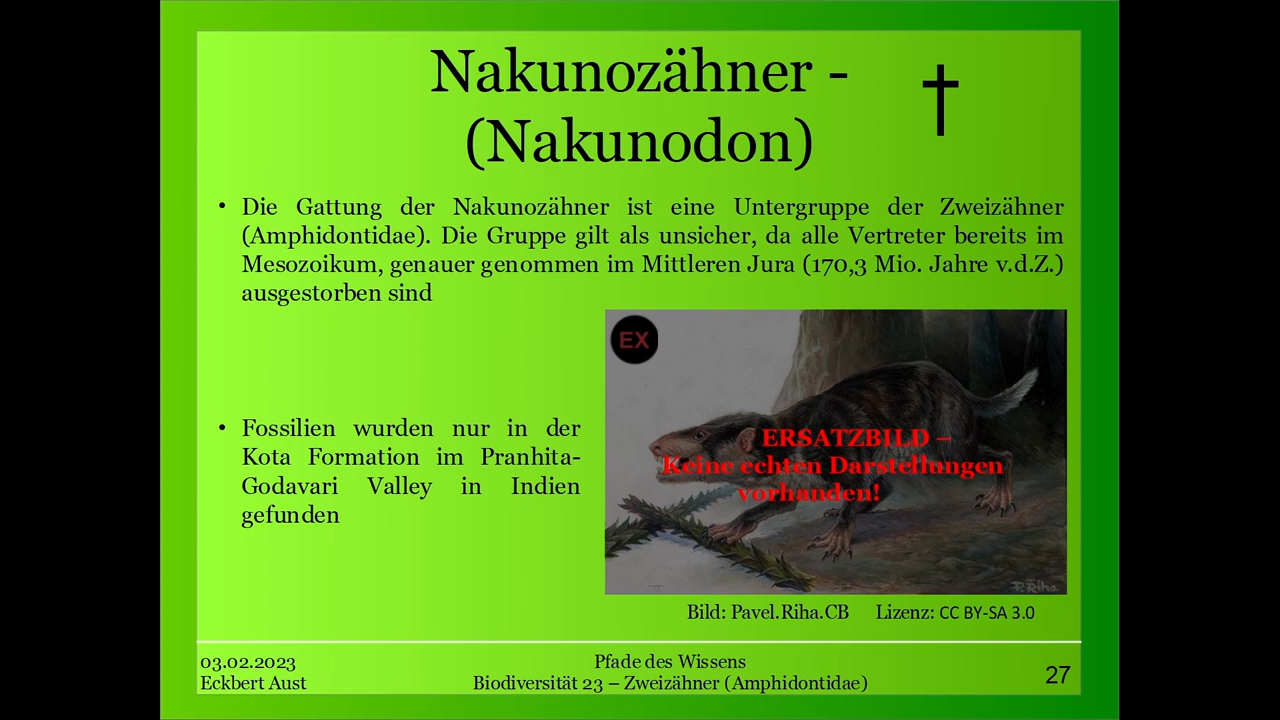 Nakunozähner -
(Nakunodon)
†
• Die Gattung der Nakunozähner ist eine Untergruppe der Zweizähner
(Amphidontidae). Die Gruppe gilt als unsicher, da alle Vertreter bereits im
Mesozoikum, genauer genommen im Mittleren Jura (170,3 Mio. Jahre v.d.Z.)
ausgestorben sind
• Fossilien wurden nur in der
Kota Formation im Pranhita-
Godavari Valley in Indien
gefunden
EX
ERSATZBILD –
Keine echten Darstellungen
vorhanden!
P. Říha
Bild: Pavel.Riha.CB Lizenz: CC BY-SA 3.0
03.02.2023
Eckbert Aust
Pfade des Wissens
Biodiversität 23 – Zweizähner (Amphidontidae)
27